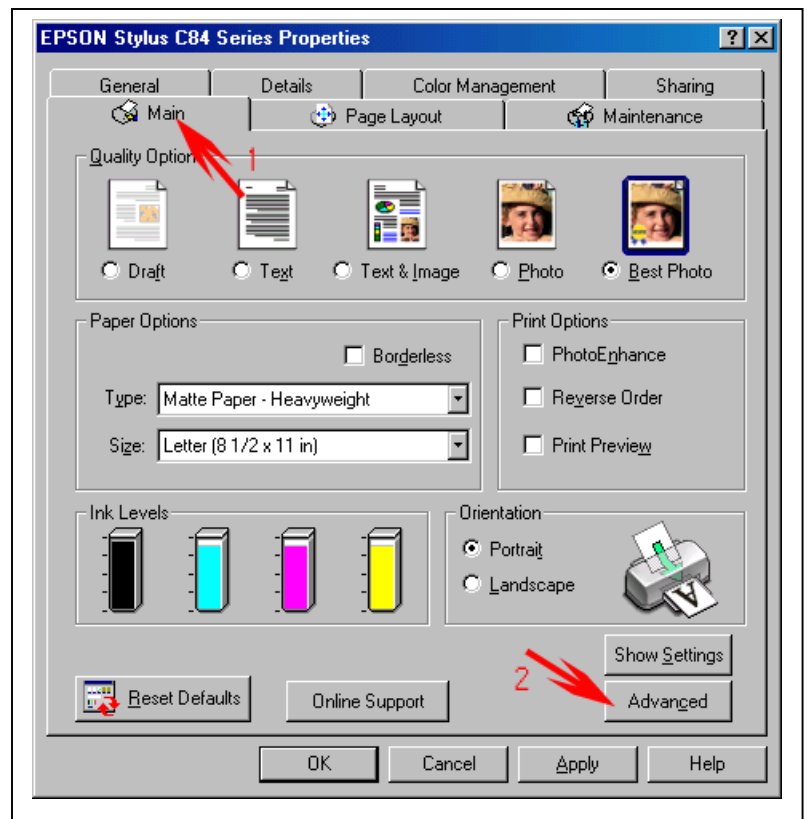 EPSON Stylus C84 Series Properties
General Details Color Management Sharing
Main Page Layout Maintenance
Quality Option 1
Draft Text Text & Image Photo Best Photo
Paper Options
Borderless
Type: Matte Paper - Heavyweight
Size: Letter (8 1/2 x 11 in)
Print Options
PhotoEnhance
Reverse Order
Print Preview
Ink Levels
Orientation
Portrait
Landscape
A
2
Show Settings
Reset Defaults Online Support Advanced
OK Cancel Apply Help